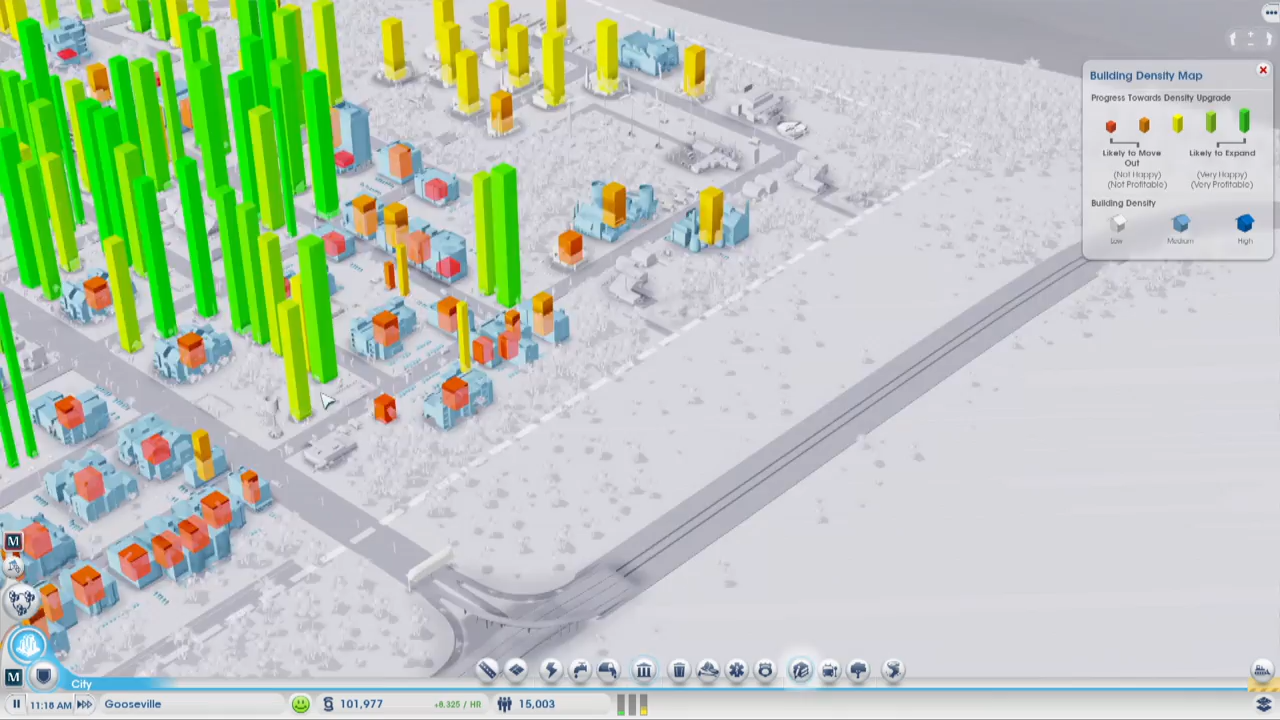 Building Density Map
Progress Towards Density Upgrade
Likely to Move Out
Likely to Expand
(Not Happy)
(Very Happy)
(Not Profitable)
(Very Profitable)
Building Density
Low
Medium
High
M
M
City
11:18 AM
Gooseville
101,977
+8,325 / HR
15,003